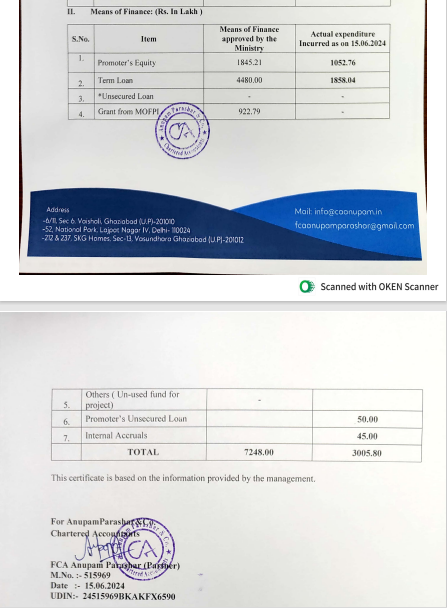 II. Means of Finance: (Rs. In Lakh )
S.No. Item Means of Finance approved by the Ministry Actual expenditure Incurred as on 15.06.2024
1. Promoter's Equity 1845.21 1052.76
2. Term Loan 4480.00 1858.04
3. *Unsecured Loan - -
4. Grant from MOFPI 922.79 -
Anupam Parashar & Co.
CA
Chartered Accountants
Address
-6/11, Sec 6, Vaishali, Ghaziabad (U.P)-201010
-52, National Park, Lajpat Nagar IV, Delhi- 110024
-212 & 237, SKG Homes, Sec-13, Vasundhara Ghaziabad (U.P)-201012
Mail: info@caanupam.in
fcaanupamparashar@gmail.com
Scanned with OKEN Scanner
5. Others ( Un-used fund for project) -
6. Promoter's Unsecured Loan 50.00
7. Internal Accruals 45.00
TOTAL 7248.00 3005.80
This certificate is based on the information provided by the management.
For AnupamParashar & Co.
Chartered Accountants
CA
FCA Anupam Parashar (Partner)
M.No. :- 515969
Date :- 15.06.2024
UDIN:- 24515969BKAKFX6590